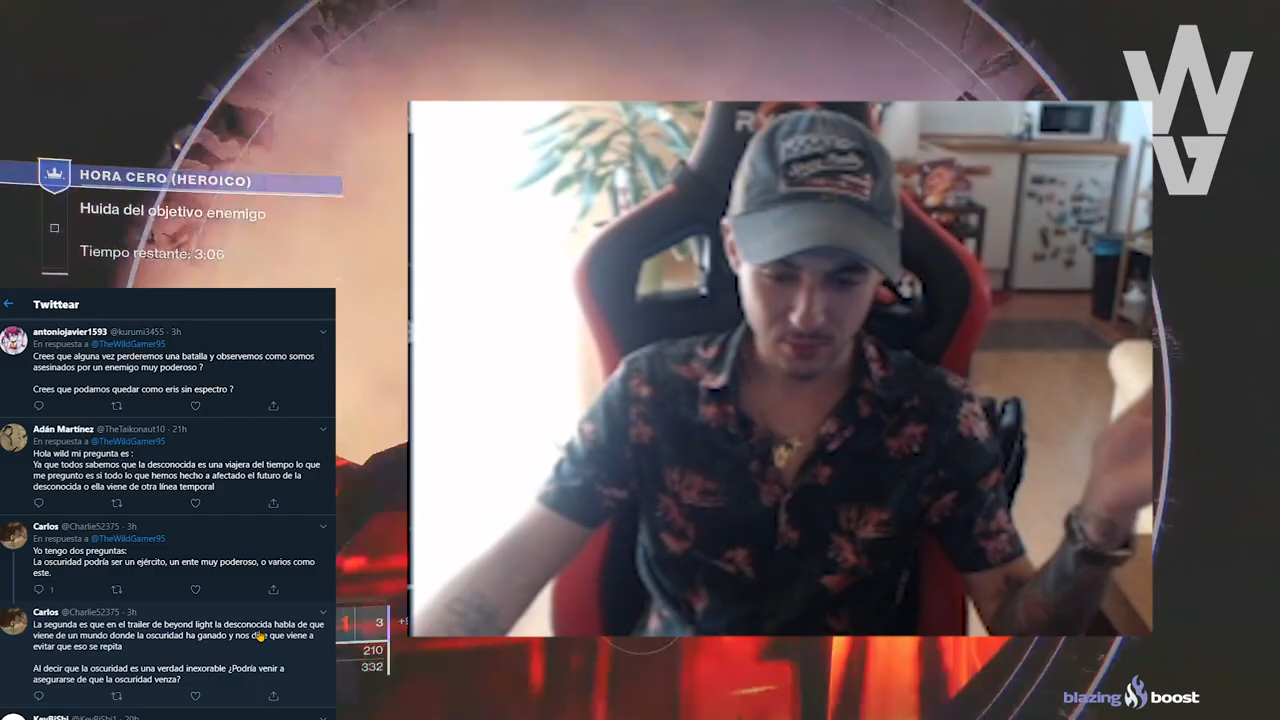 HORA CERO (HEROICO)
Huida del objetivo enemigo
Tiempo restante: 3:06
Twittear
antoniojavier1593 @kurumi3455 · 3h
En respuesta a @TheWildGamer95
Crees que alguna vez perderemos una batalla y observemos como somos
asesinados por un enemigo muy poderoso ?
Crees que podamos quedar como eris sin espectro ?
Adán Martínez @TheTaikonaut10 · 21h
En respuesta a @TheWildGamer95
Hola wild mi pregunta es :
Ya que todos sabemos que la desconocida es una viajera del tiempo lo que
me pregunto es si todo lo que hemos hecho a afectado el futuro de la
desconocida o ella viene de otra línea temporal
Carlos @Charlie52375 · 3h
En respuesta a @TheWildGamer95
Yo tengo dos preguntas:
La oscuridad podría ser un ejército, un ente muy poderoso, o varios como
este.
1
Carlos @Charlie52375 · 3h
La segunda es que en el trailer de beyond light la desconocida habla de que
viene de un mundo donde la oscuridad ha ganado y nos dice que viene a
evitar que eso se repita
Al decir que la oscuridad es una verdad inexorable ¿Podría venir a
asegurarse de que la oscuridad venza?
1 3
210
332
WG
blazing boost